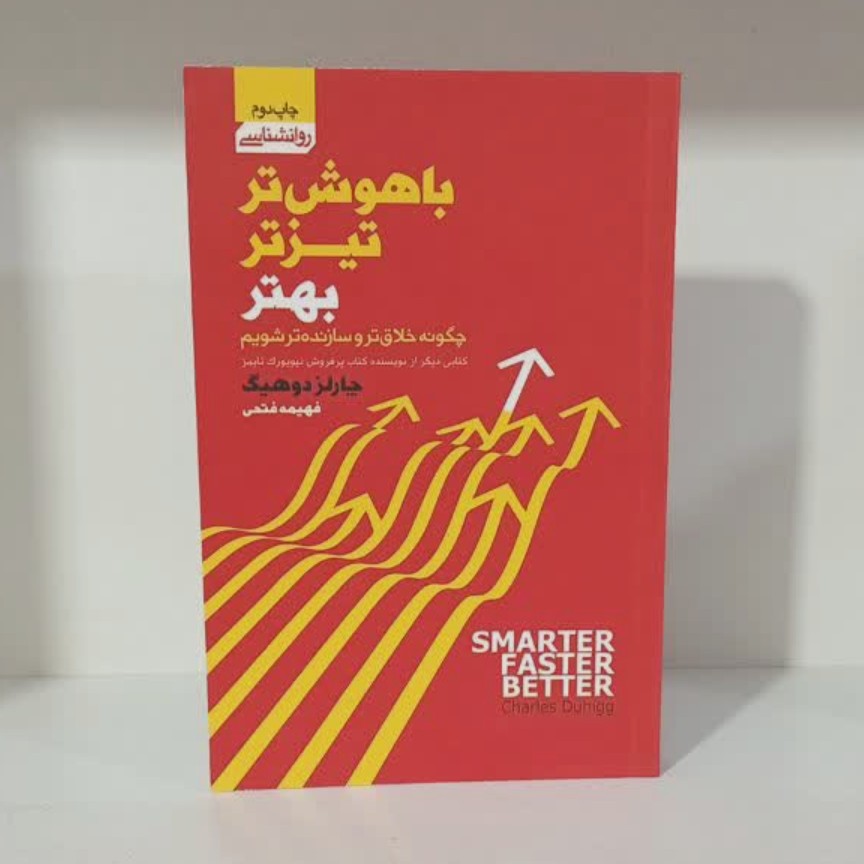 چاپ دوم
روانشناسی
باهوش‌تر
تیزتر
بهتر
چگونه خلاق‌تر و سازنده‌تر شویم
کتابی دیگر از نویسنده کتاب پرفروش نیویورک تایمز
چارلز دوهیگ
فهیمه فتحی
SMARTER
FASTER
BETTER
Charles Duhigg